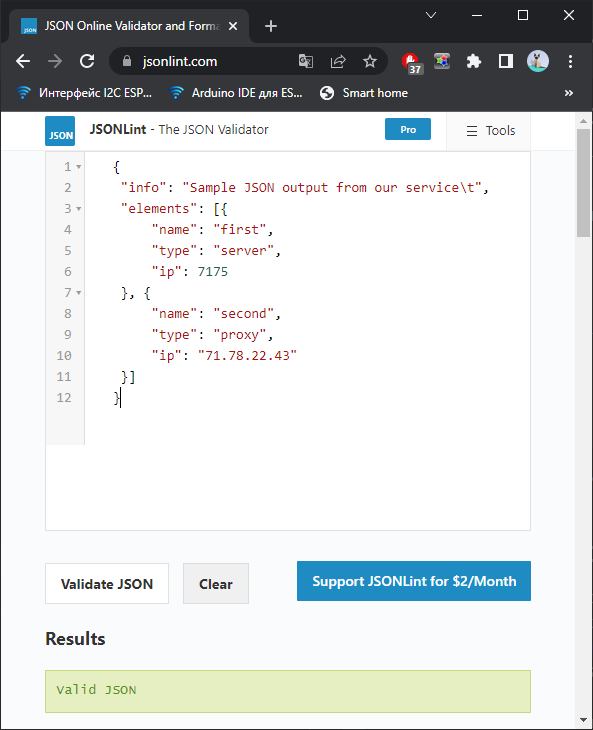 JSON Online Validator and Forma
jsonlint.com
37
Интерфейс I2C ESP...
Arduino IDE для ES...
Smart home
»
JSON
JSONLint - The JSON Validator
Pro
Tools
1 {
2 "info": "Sample JSON output from our service\t",
3 "elements": [{
4 "name": "first",
5 "type": "server",
6 "ip": 7175
7 }, {
8 "name": "second",
9 "type": "proxy",
10 "ip": "71.78.22.43"
11 }]
12 }
Validate JSON
Clear
Support JSONLint for $2/Month
Results
Valid JSON